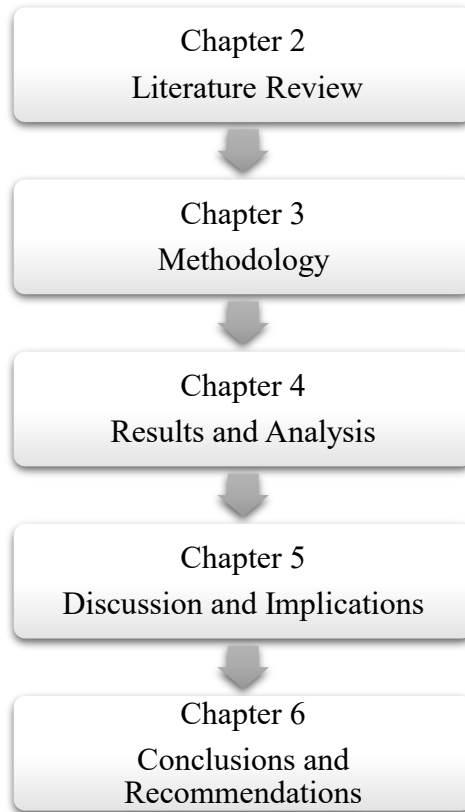 Chapter 2
Literature Review
Chapter 3
Methodology
Chapter 4
Results and Analysis
Chapter 5
Discussion and Implications
Chapter 6
Conclusions and
Recommendations